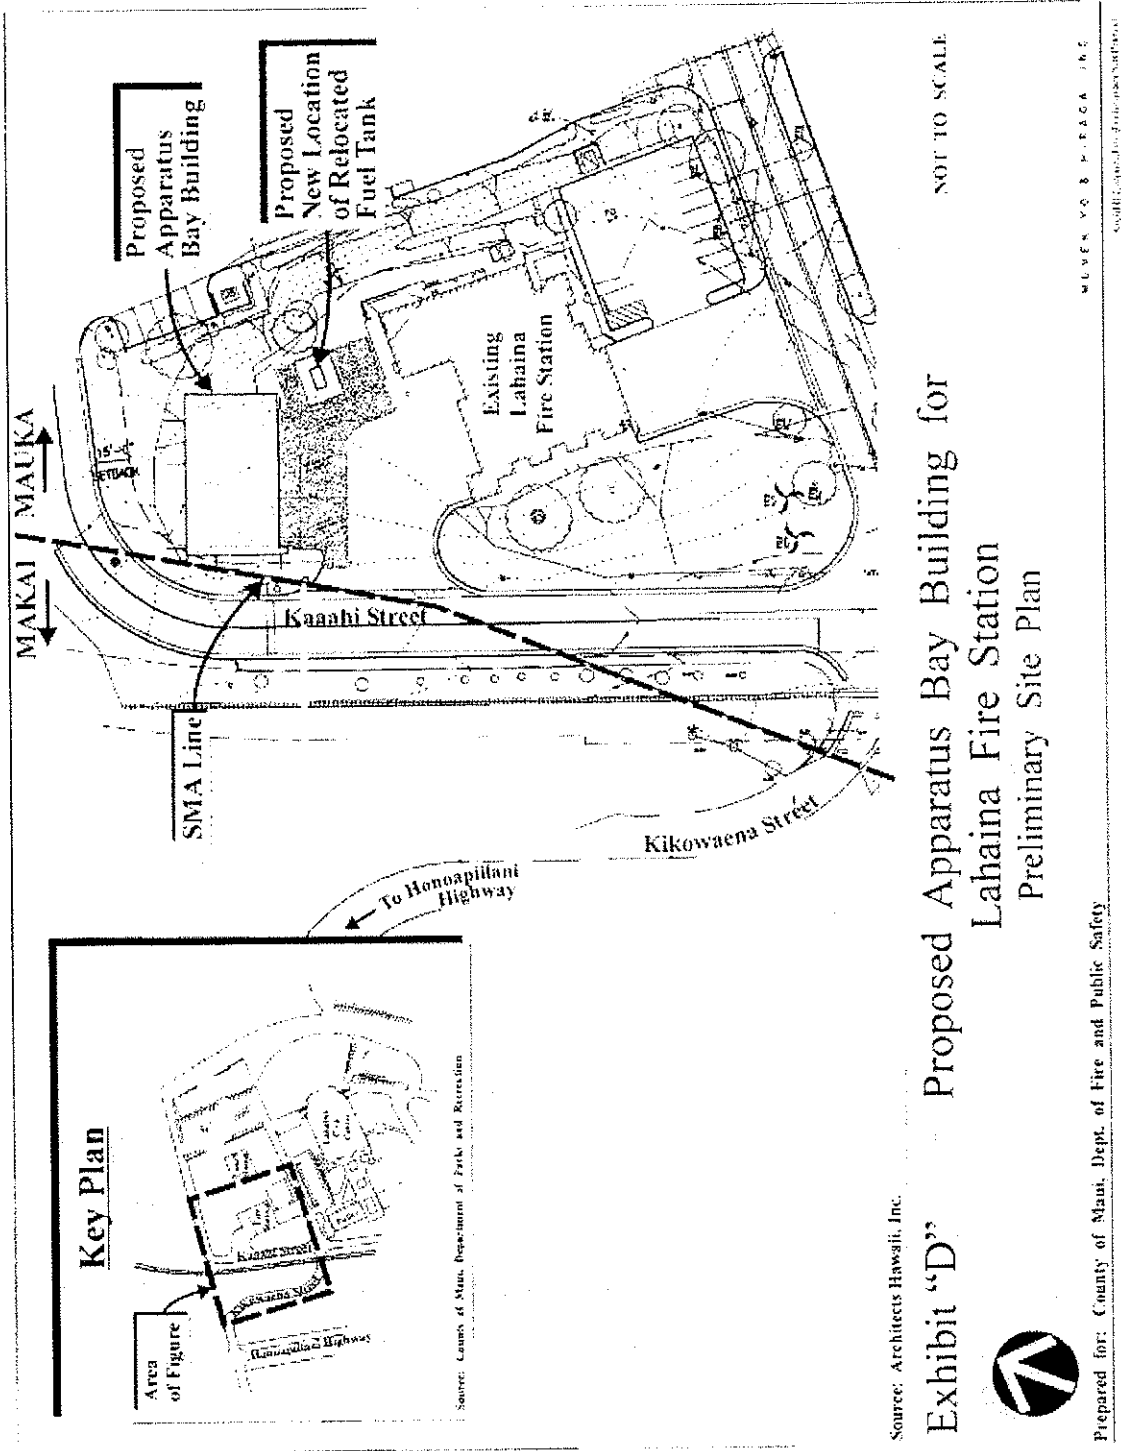 Key Plan
Area
of Figure
Kaaahi Street
Kikowaena Street
Honoapiilani Highway
Source: County of Maui, Department of Parks and Recreation
MAKAI
MAUKA
SMA Line
Proposed
Apparatus
Bay Building
Proposed
New Location
of Relocated
Fuel Tank
15'-0"
SETBACK
Existing
Lahaina
Fire Station
Kaaahi Street
Kikowaena Street
To Honoapiilani
Highway
Source: Architects Hawaii, Inc.
Exhibit “D”
Proposed Apparatus Bay Building for
Lahaina Fire Station
Preliminary Site Plan
NOT TO SCALE
Prepared for: County of Maui, Dept. of Fire and Public Safety